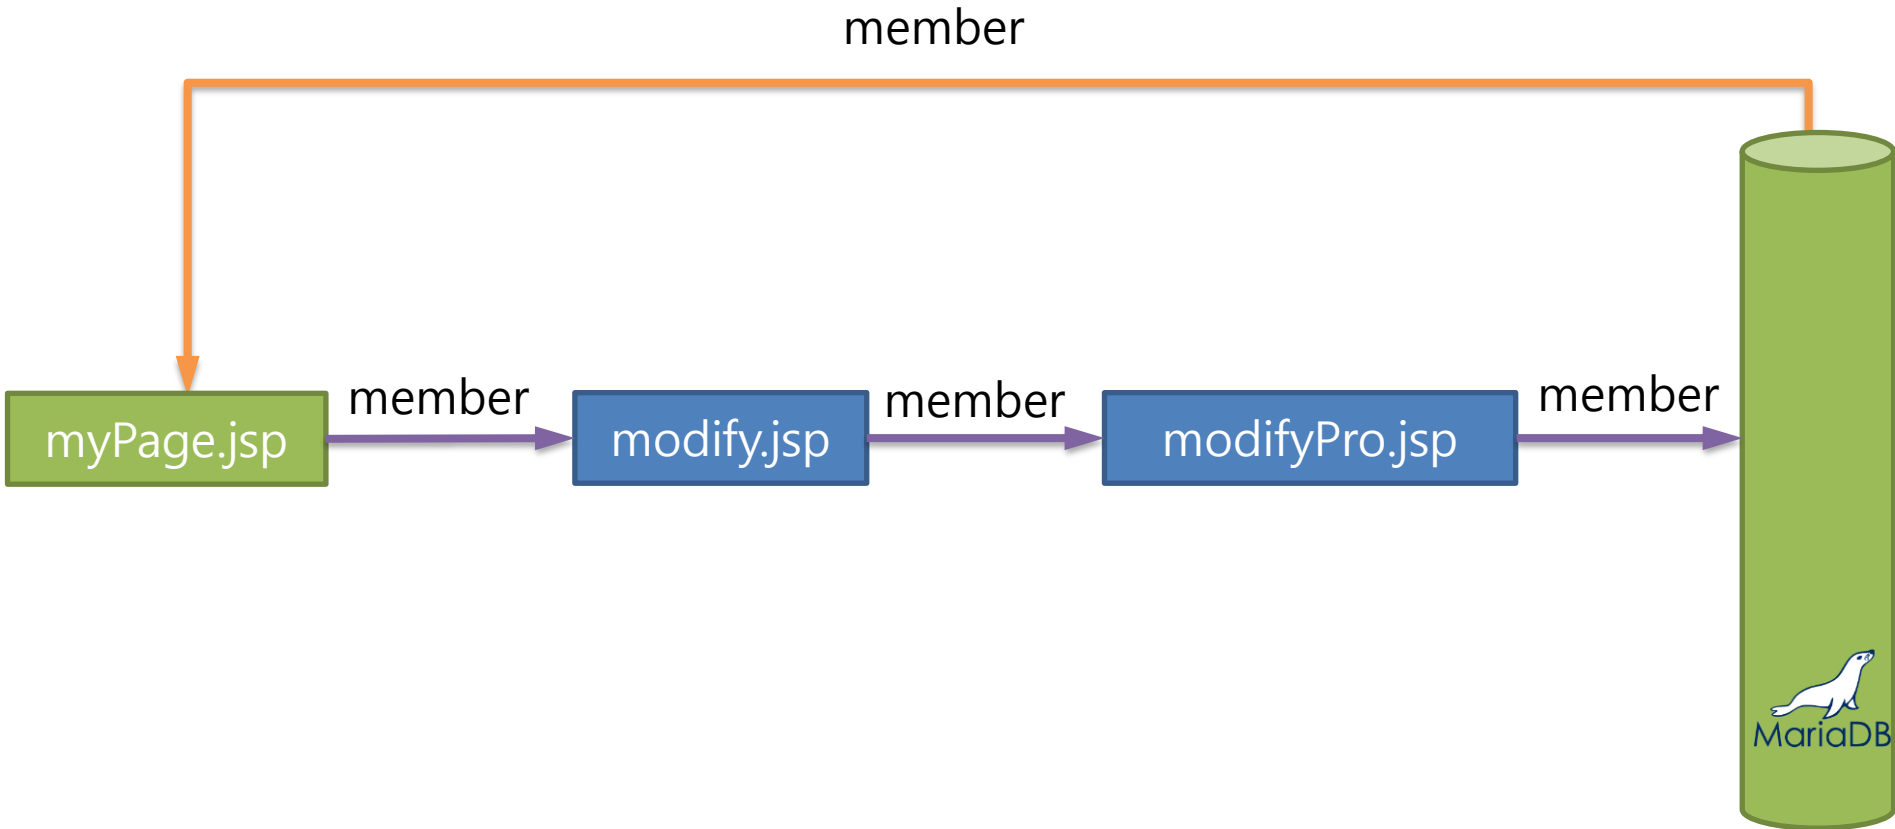 member
myPage.jsp
member
modify.jsp
member
modifyPro.jsp
member
MariaDB